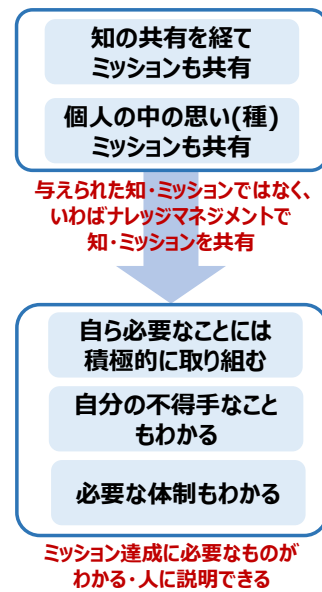 知の共有を経て
ミッションも共有
個人の中の思い(種)
ミッションも共有
与えられた知・ミッションではなく、
いわばナレッジマネジメントで
知・ミッションを共有
自ら必要なことには
積極的に取り組む
自分の不得手なこと
もわかる
必要な体制もわかる
ミッション達成に必要なものが
わかる・人に説明できる